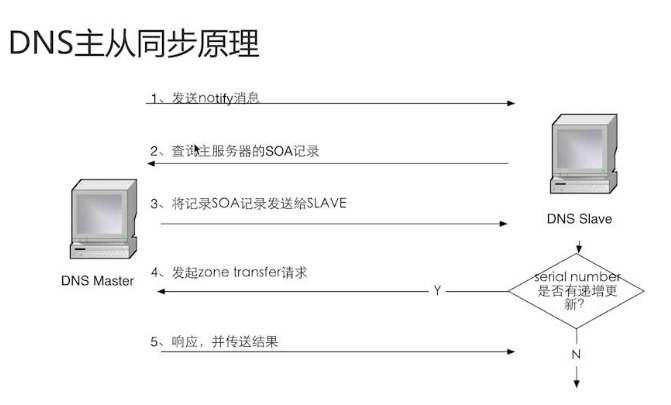 DNS主从同步原理
1、发送notify消息
2、查询主服务器的SOA记录
3、将记录SOA记录发送给SLAVE
DNS Slave
DNS Master
4、发起zone transfer请求
Y
serial number
是否有递增更
新?
5、响应，并传送结果
N